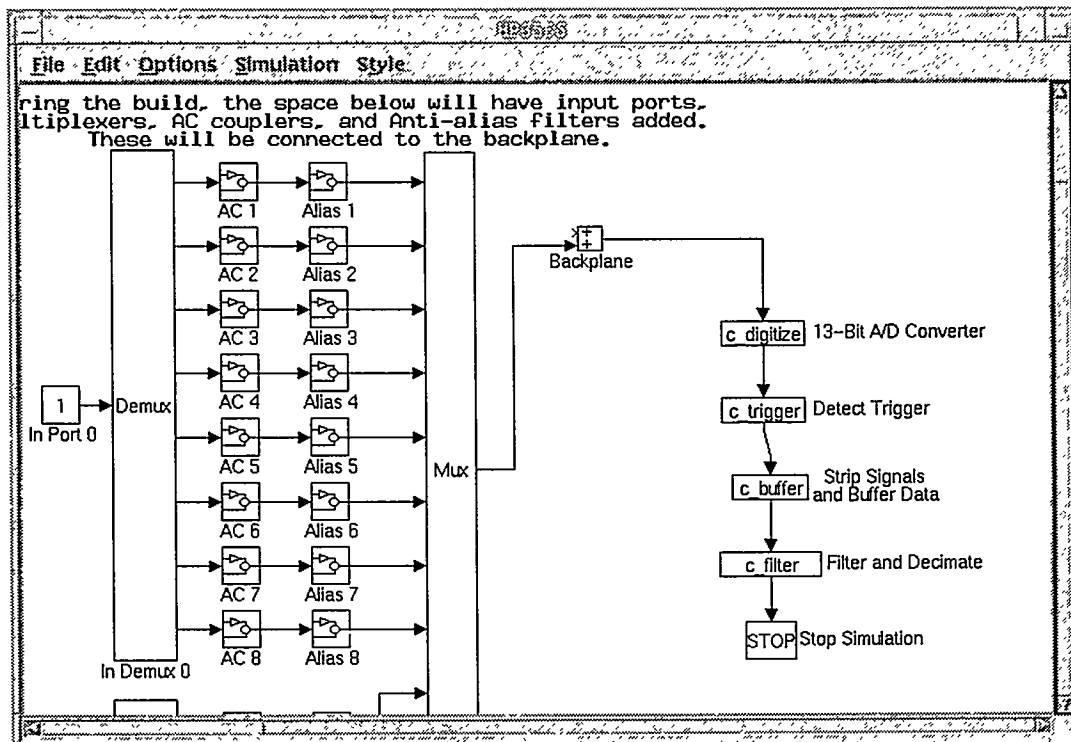 File Edit Options Simulation Style
ring the build, the space below will have input ports,
ltiplexers, AC couplers, and Anti-alias filters added.
These will be connected to the backplane.
AC 1 Alias 1
AC 2 Alias 2
AC 3 Alias 3
AC 4 Alias 4
AC 5 Alias 5
AC 6 Alias 6
AC 7 Alias 7
AC 8 Alias 8
1
In Port 0
Demux
In Demux 0
Mux
Backplane
c_digitize 13-Bit A/D Converter
c_trigger Detect Trigger
c_buffer Strip Signals
and Buffer Data
c_filter Filter and Decimate
STOP Stop Simulation